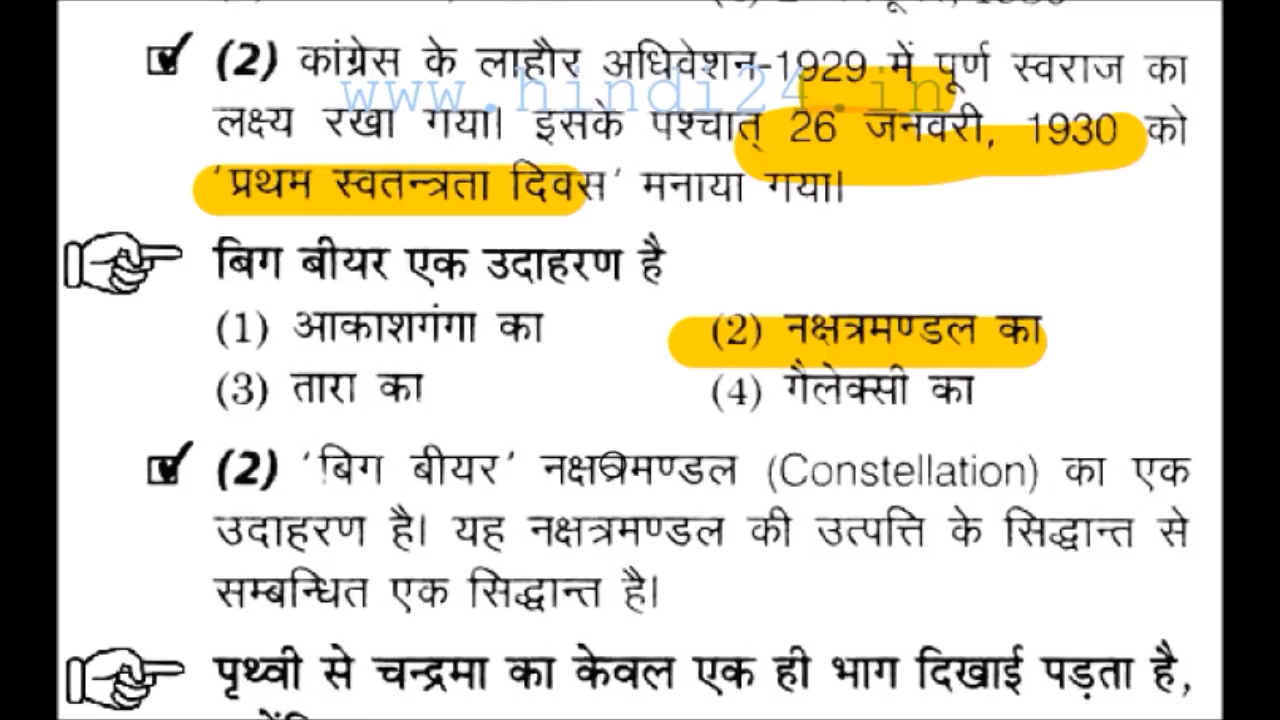 (2) कांग्रेस के लाहौर अधिवेशन-1929 में पूर्ण स्वराज का
www.hindi24.in
लक्ष्य रखा गया। इसके पश्चात् 26 जनवरी, 1930 को
'प्रथम स्वतन्त्रता दिवस' मनाया गया।
बिग बीयर एक उदाहरण है
(1) आकाशगंगा का (2) नक्षत्रमण्डल का
(3) तारा का (4) गैलेक्सी का
(2) 'बिग बीयर' नक्षत्रमण्डल (Constellation) का एक
उदाहरण है। यह नक्षत्रमण्डल की उत्पत्ति के सिद्धान्त से
सम्बन्धित एक सिद्धान्त है।
पृथ्वी से चन्द्रमा का केवल एक ही भाग दिखाई पड़ता है,